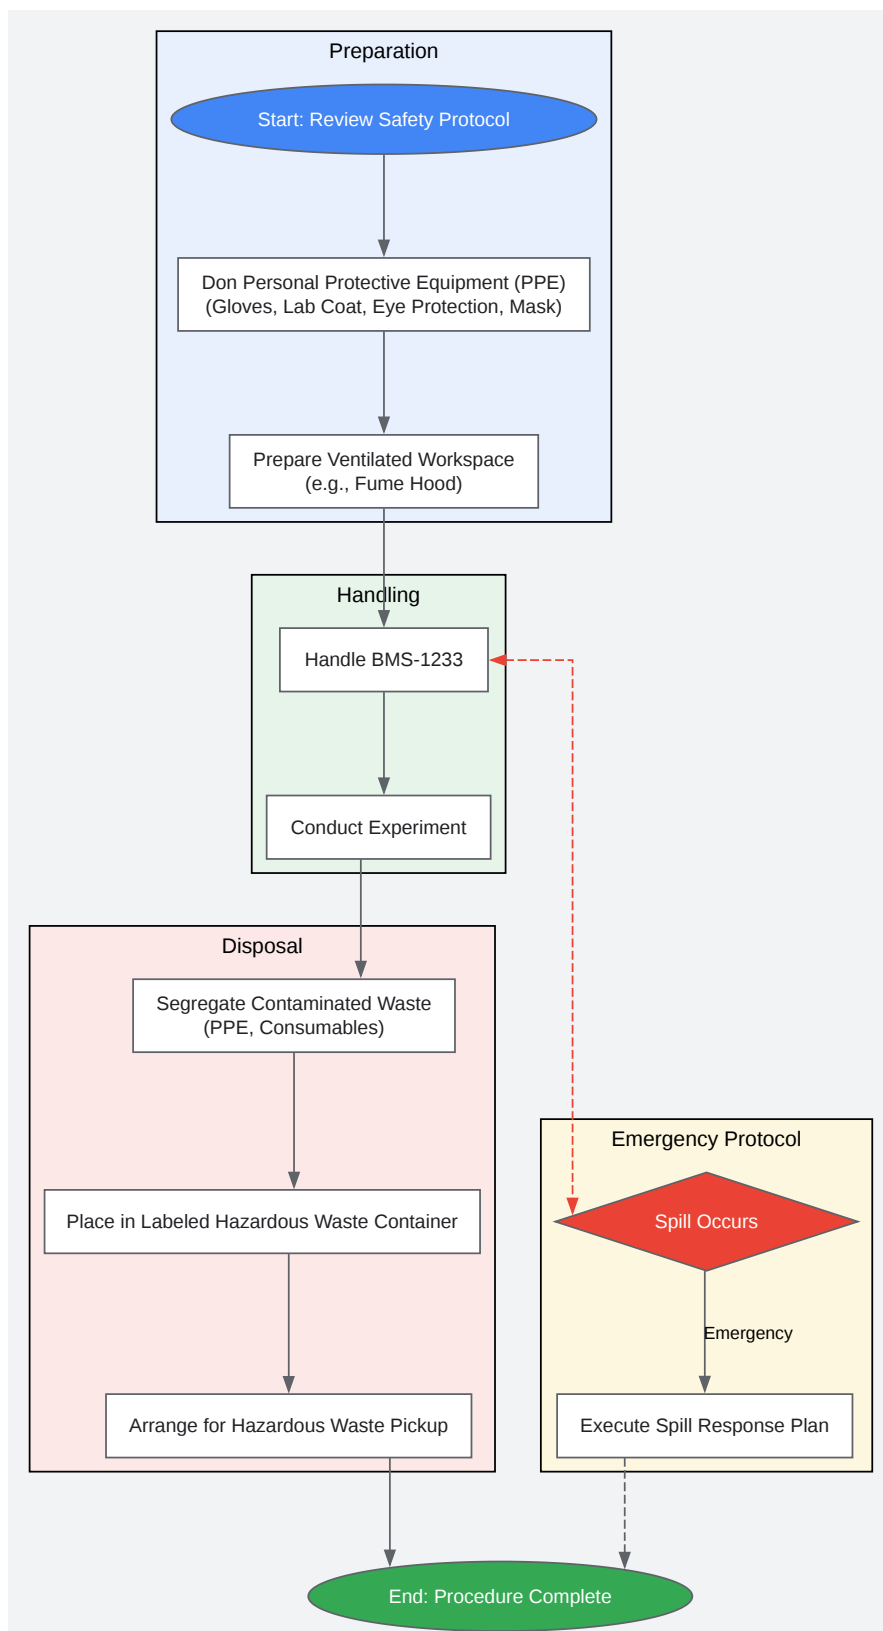 Preparation
Start: Review Safety Protocol
Don Personal Protective Equipment (PPE)
(Gloves, Lab Coat, Eye Protection, Mask)
Prepare Ventilated Workspace
(e.g., Fume Hood)
Handling
Handle BMS-1233
Conduct Experiment
Disposal
Segregate Contaminated Waste
(PPE, Consumables)
Place in Labeled Hazardous Waste Container
Arrange for Hazardous Waste Pickup
Emergency Protocol
Spill Occurs
Emergency
Execute Spill Response Plan
End: Procedure Complete